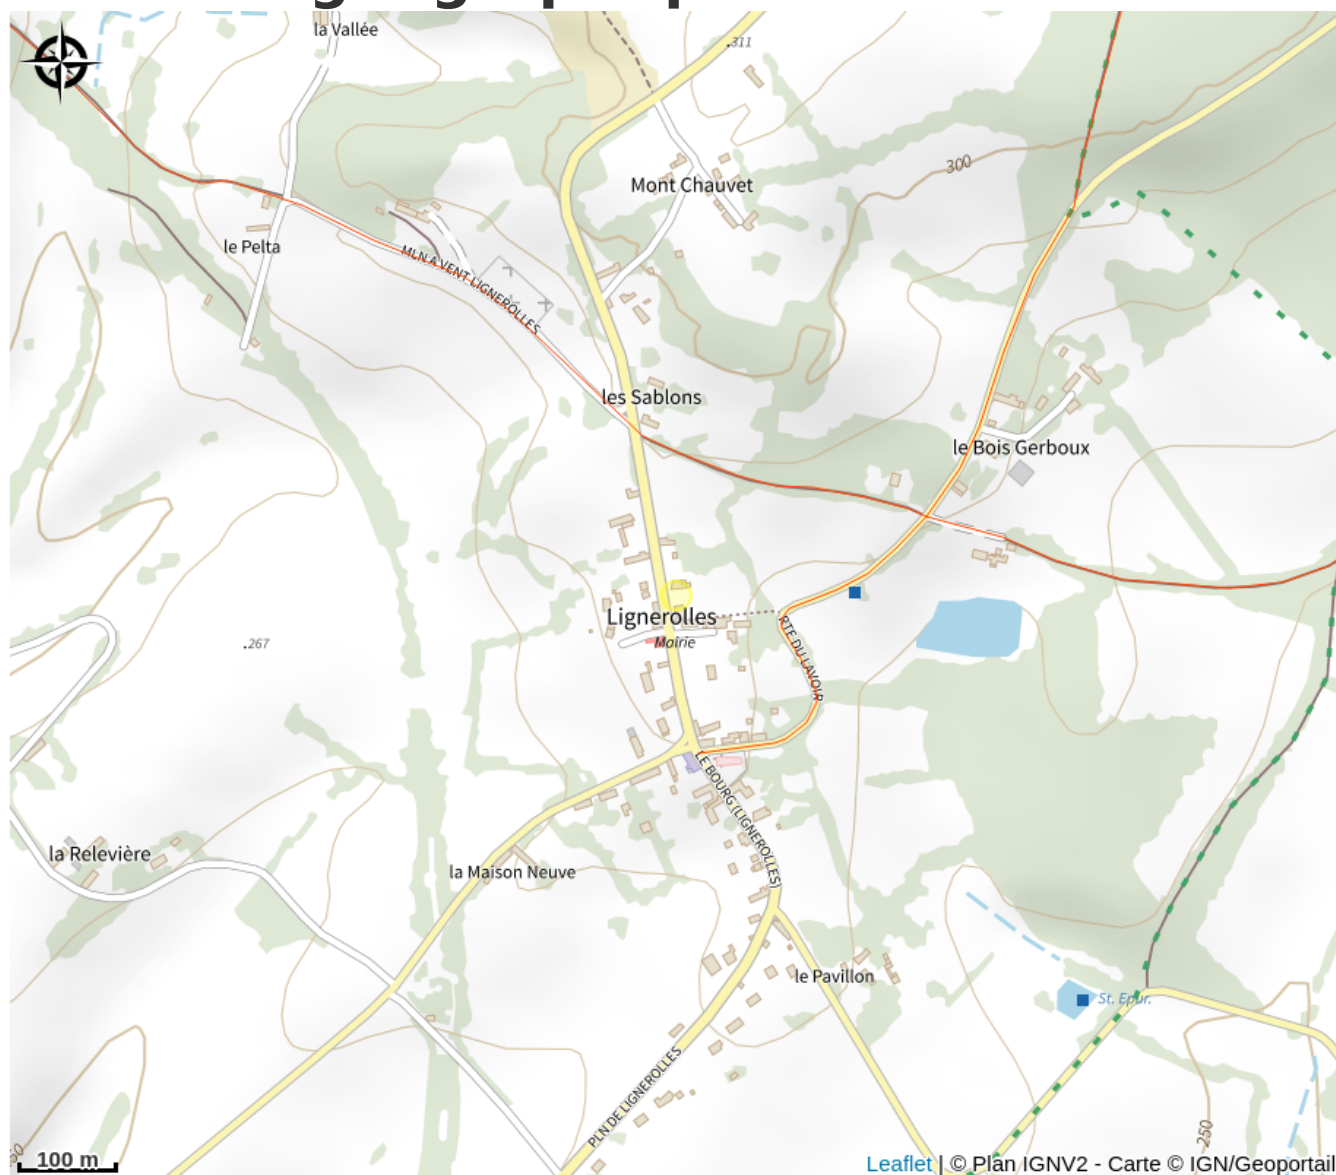 la Vallée
.311
Mont Chauvet
300
le Pelta
MLN A VENT LIGNEROLLES
les Sablons
le Bois Gerboux
Lignerolles
Mairie
RTE DU LAVOIR
.267
LE BOURG (LIGNEROLLES)
la Relevière
la Maison Neuve
le Pavillon
St. Epur.
PLN DE LIGNEROLLES
250
100 m
Leaflet | © Plan IGNV2 - Carte © IGN/Geoportail